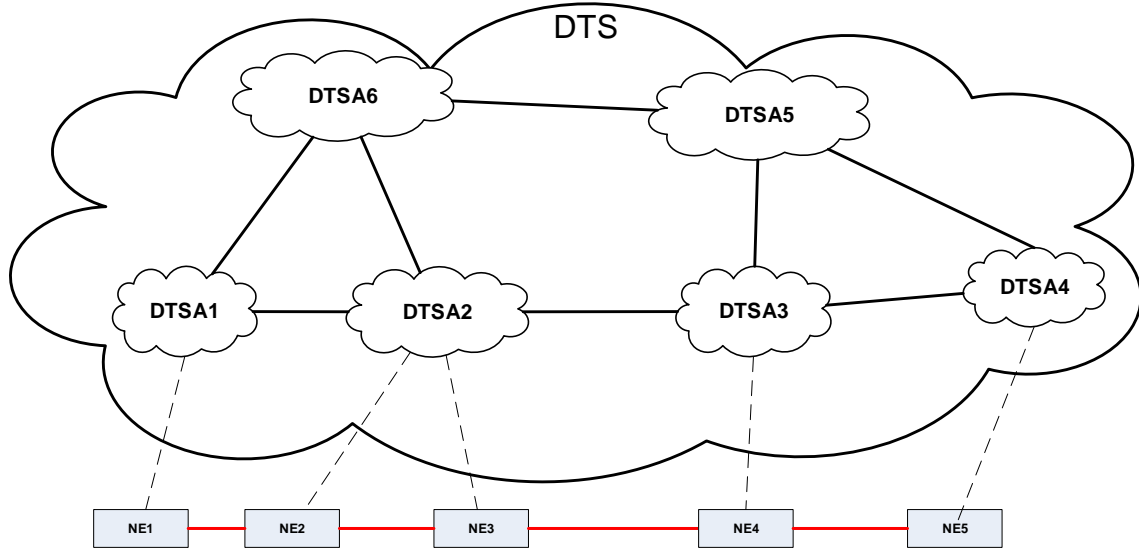 DTS
DTSA6
DTSA5
DTSA1
DTSA2
DTSA3
DTSA4
NE1
NE2
NE3
NE4
NE5